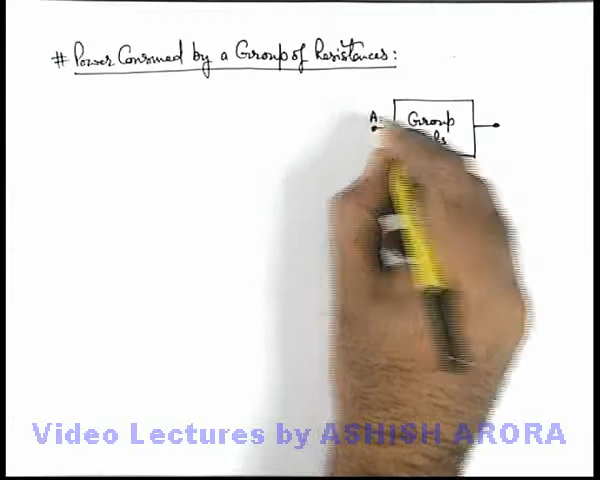 # Power Consumed by a Group of Resistances:
A
Group
Video Lectures by ASHISH ARORA